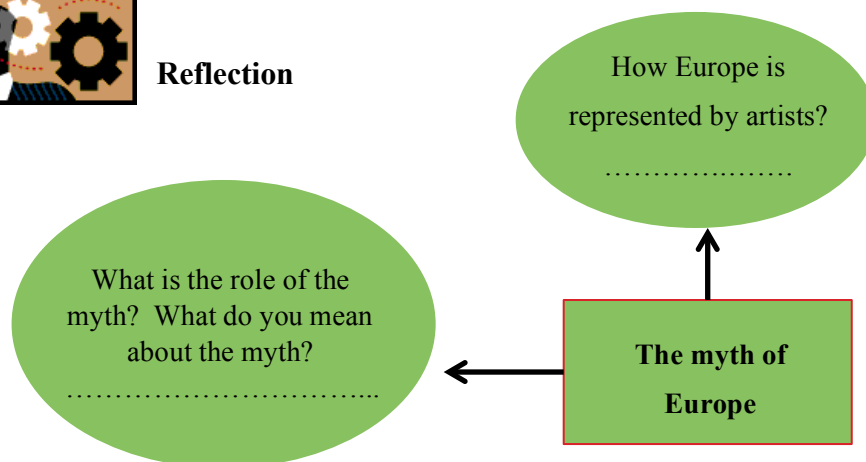 Reflection
How Europe is
represented by artists?
………….…….
What is the role of the
myth?  What do you mean
about the myth?
…………………………...
The myth of
Europe